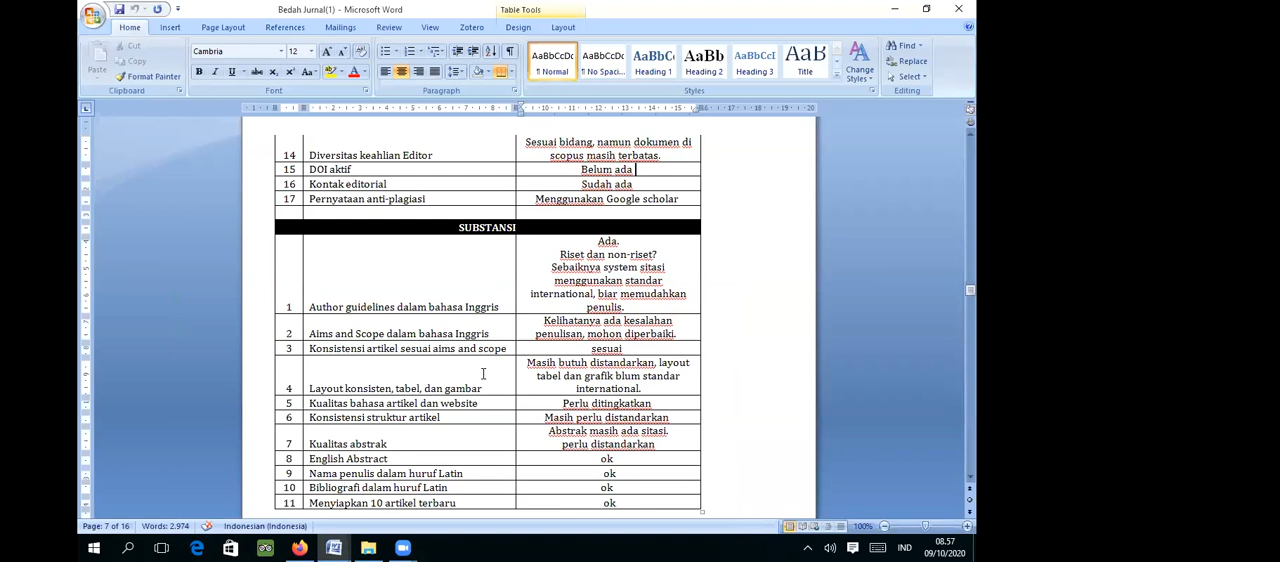 Bedah Jurnal(1) - Microsoft Word
Table Tools
Home Insert Page Layout References Mailings Review View Zotero Design Layout
Paste
Cut
Copy
Format Painter
Clipboard
Cambria 12
Font
Paragraph
AaBbCcDc AaBbCcDc AaBbC AaBb AaBbCcI AaBb
¶ Normal ¶ No Spaci... Heading 1 Heading 2 Heading 3 Title
Change Styles
Styles
Find
Replace
Select
Editing
14 Diversitas keahlian Editor Sesuai bidang, namun dokumen di
scopus masih terbatas.
15 DOI aktif Belum ada
16 Kontak editorial Sudah ada
17 Pernyataan anti-plagiasi Menggunakan Google scholar
SUBSTANSI
1 Author guidelines dalam bahasa Inggris Ada.
Riset dan non-riset?
Sebaiknya system sitasi
menggunakan standar
international, biar memudahkan
penulis.
2 Aims and Scope dalam bahasa Inggris Kelihatanya ada kesalahan
penulisan, mohon diperbaiki.
3 Konsistensi artikel sesuai aims and scope sesuai
4 Layout konsisten, tabel, dan gambar Masih butuh distandarkan, layout
tabel dan grafik blum standar
international.
5 Kualitas bahasa artikel dan website Perlu ditingkatkan
6 Konsistensi struktur artikel Masih perlu distandarkan
7 Kualitas abstrak Abstrak masih ada sitasi.
perlu distandarkan
8 English Abstract ok
9 Nama penulis dalam huruf Latin ok
10 Bibliografi dalam huruf Latin ok
11 Menyiapkan 10 artikel terbaru ok
Page: 7 of 16 Words: 2.974 Indonesian (Indonesia) 100%
IND
08.57
09/10/2020